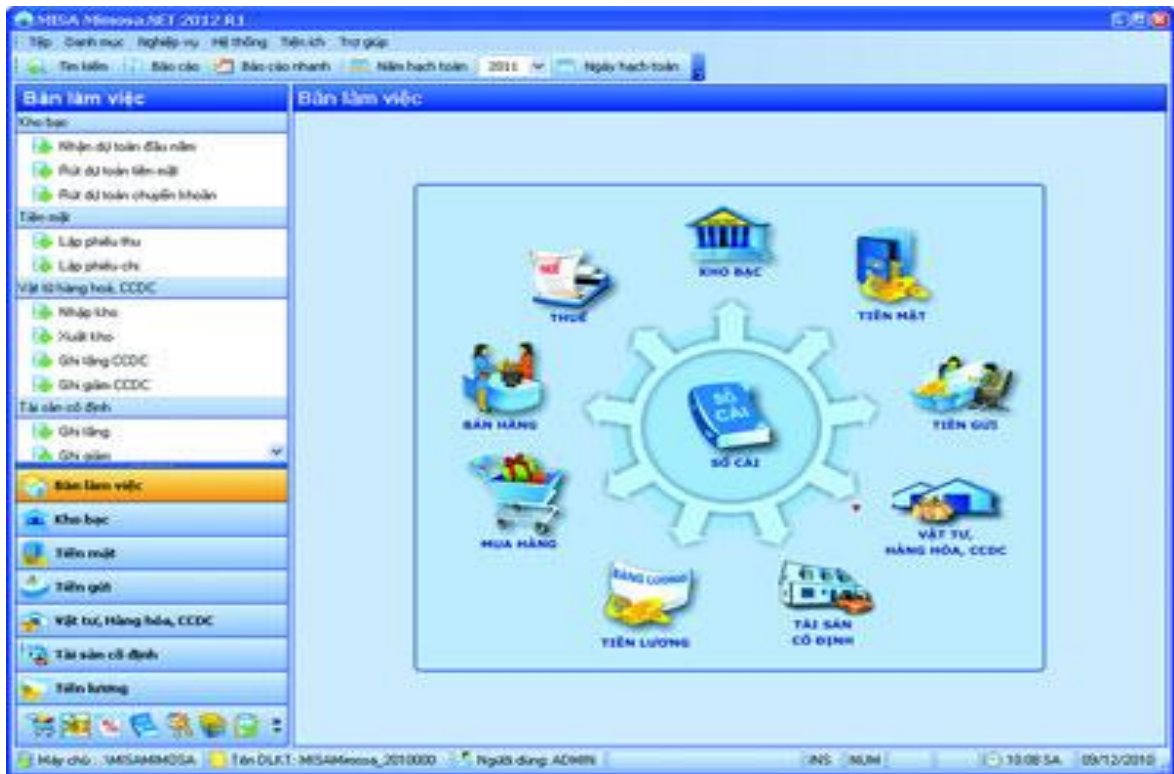 MISA Mimosa.NET 2012 R1
Tệp Danh mục Nghiệp vụ Hệ thống Tiện ích Trợ giúp
Tìm kiếm Báo cáo Báo cáo nhanh Năm hạch toán 2011 Ngày hạch toán
Bàn làm việc
Bàn làm việc
Kho bạc
Nhận dự toán đầu năm
Rút dự toán tiền mặt
Rút dự toán chuyển khoản
Tiền mặt
Lập phiếu thu
Lập phiếu chi
Vật tư hàng hoá, CCDC
Nhập kho
Xuất kho
Ghi tăng CCDC
Ghi giảm CCDC
Tài sản cố định
Ghi tăng
Ghi giảm
Bàn làm việc
Kho bạc
Tiền mặt
Tiền gửi
Vật tư, Hàng hóa, CCDC
Tài sản cố định
Tiền lương
KHO BẠC
THUẾ
TIỀN MẶT
BÁN HÀNG
SỔ CÁI
SỔ CÁI
TIỀN GỬI
MUA HÀNG
VẬT TƯ,
HÀNG HÓA, CCDC
BẢNG LƯƠNG
TIỀN LƯƠNG
TÀI SẢN
CỐ ĐỊNH
Máy chủ : .\MISAMIMOSA Tên DLKT: MISAMimosa_2010000 Người dùng: ADMIN INS NUM 10:08 SA 09/12/2010